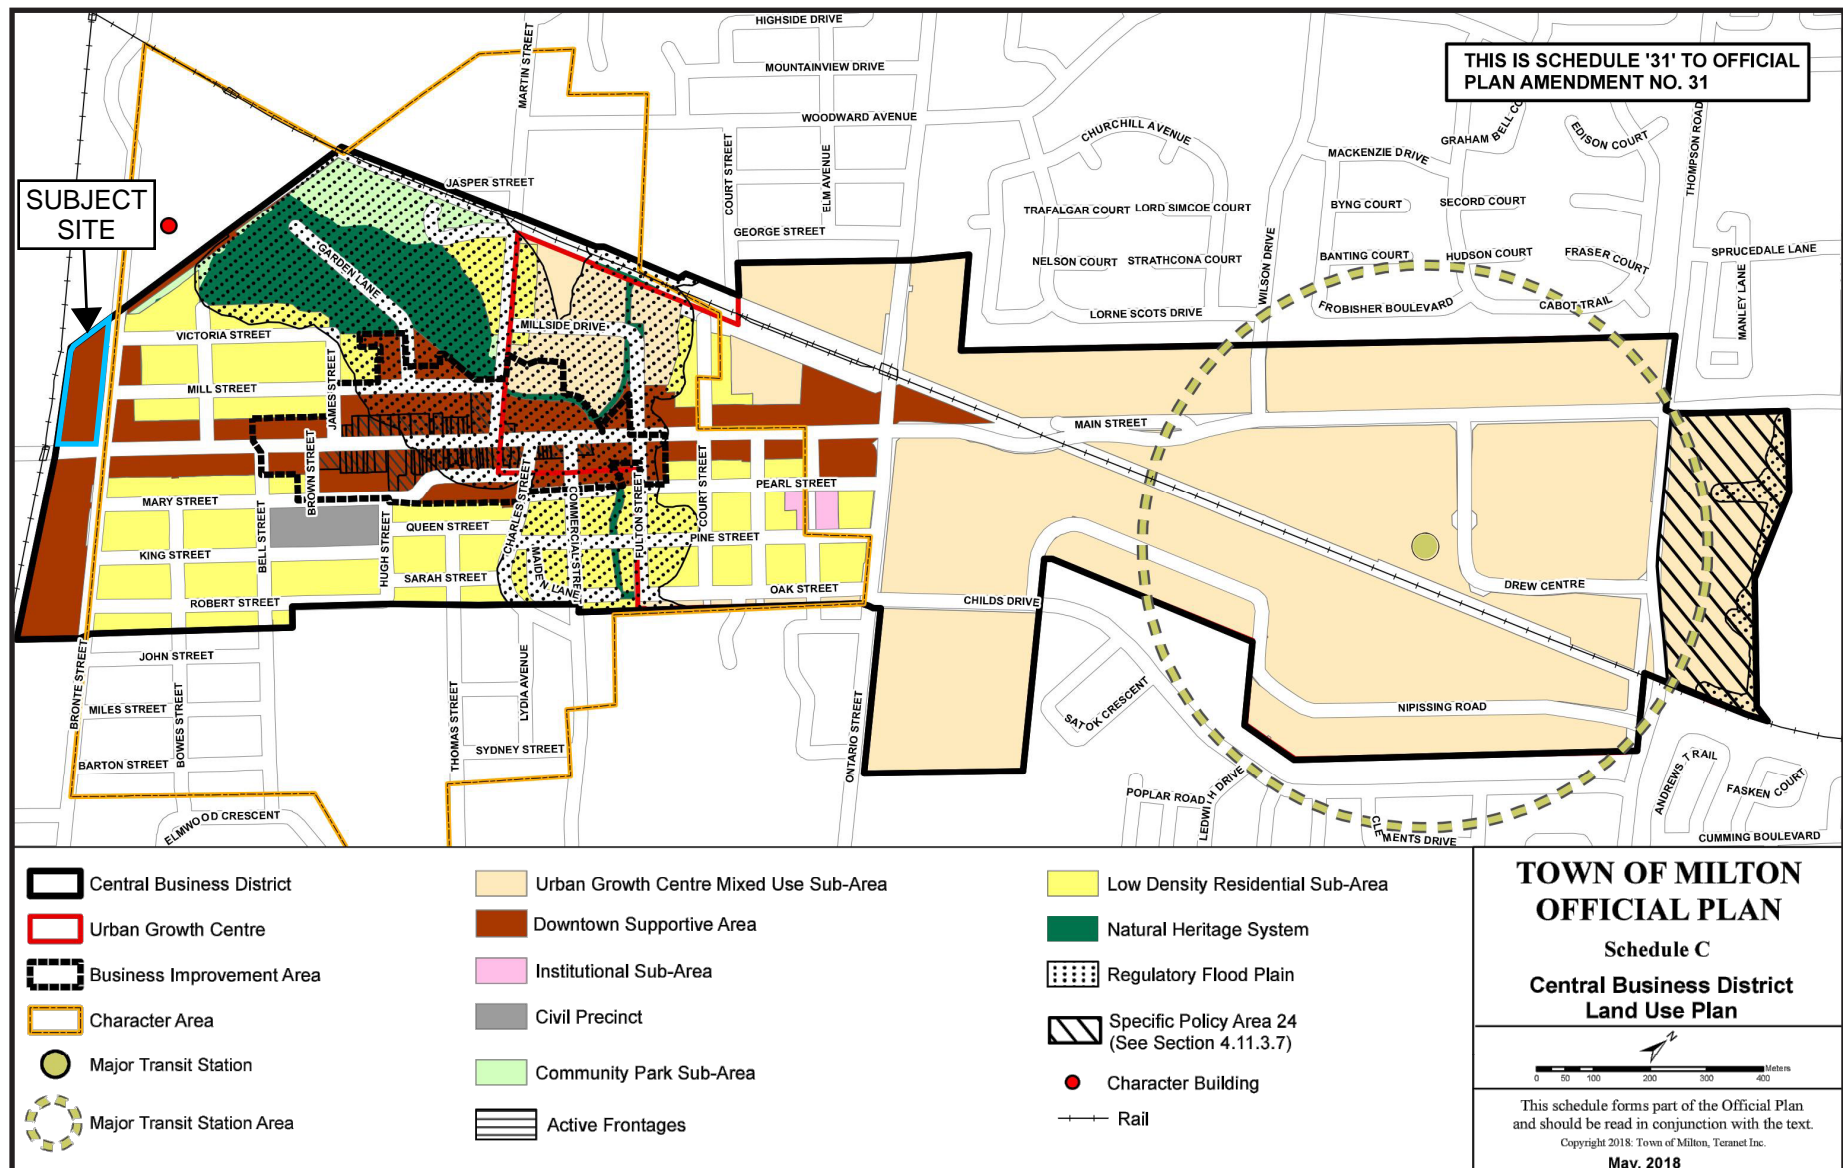 HIGHSIDE DRIVE
MARTIN STREET
MOUNTAINVIEW DRIVE
THIS IS SCHEDULE '31' TO OFFICIAL
PLAN AMENDMENT NO. 31
WOODWARD AVENUE
CHURCHILL AVENUE
GRAHAM BELL
EDISON COURT
THOMPSON ROAD
MACKENZIE DRIVE
COURT STREET
ELM AVENUE
JASPER STREET
SUBJECT
SITE
TRAFALGAR COURT
LORD SIMCOE COURT
BYNG COURT
SECORD COURT
GEORGE STREET
WILSON DRIVE
NELSON COURT
STRATHCONA COURT
BANTING COURT
HUDSON COURT
FRASER COURT
SPRUCEDALE LANE
GARDEN LANE
MANLEY LANE
FROBISHER BOULEVARD
CABOT TRAIL
LORNE SCOTS DRIVE
VICTORIA STREET
MILLSIDE DRIVE
JAMES STREET
MILL STREET
MAIN STREET
BROWN STREET
MARY STREET
PEARL STREET
BELL STREET
CHARLES STREET
COMMERCIAL STREET
FULTON STREET
COURT STREET
HUGH STREET
QUEEN STREET
KING STREET
PINE STREET
SARAH STREET
MAIDEN LANE
DREW CENTRE
OAK STREET
ROBERT STREET
CHILDS DRIVE
BRONTE STREET
JOHN STREET
THOMAS STREET
LYDIA AVENUE
BOWES STREET
MILES STREET
SATOK CRESCENT
NIPISSING ROAD
ONTARIO STREET
SYDNEY STREET
BARTON STREET
ANDREWS TRAIL
FASKEN COURT
POPLAR ROAD
LEDWITH DRIVE
ELMWOOD CRESCENT
CLEMENTS DRIVE
CUMMING BOULEVARD
Central Business District
Urban Growth Centre
Business Improvement Area
Character Area
Major Transit Station
Major Transit Station Area
Urban Growth Centre Mixed Use Sub-Area
Downtown Supportive Area
Institutional Sub-Area
Civil Precinct
Community Park Sub-Area
Active Frontages
Low Density Residential Sub-Area
Natural Heritage System
Regulatory Flood Plain
Specific Policy Area 24
(See Section 4.11.3.7)
Character Building
Rail
TOWN OF MILTON
OFFICIAL PLAN
Schedule C
Central Business District
Land Use Plan
N
Meters
0 50 100 200 300 400
This schedule forms part of the Official Plan
and should be read in conjunction with the text.
Copyright 2018: Town of Milton, Teranet Inc.
May, 2018